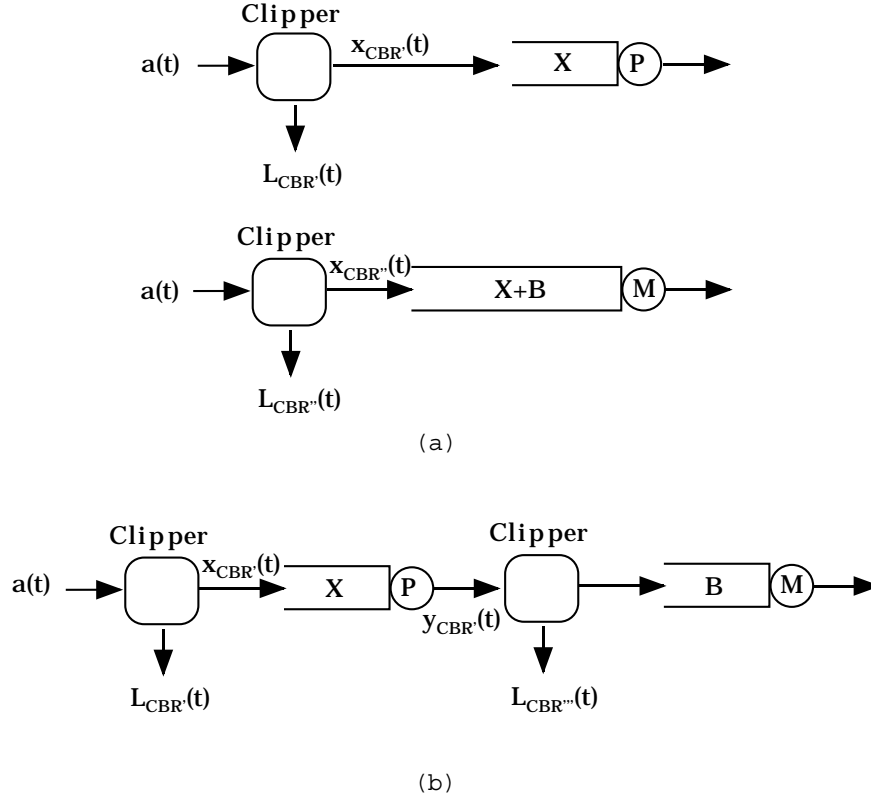 Clipper
a(t) x_CBR'(t) X P
L_CBR'(t)
Clipper
a(t) x_CBR"(t) X+B M
L_CBR"(t)
(a)
Clipper Clipper
a(t) x_CBR'(t) X P B M
y_CBR'(t)
L_CBR'(t) L_CBR"'(t)
(b)